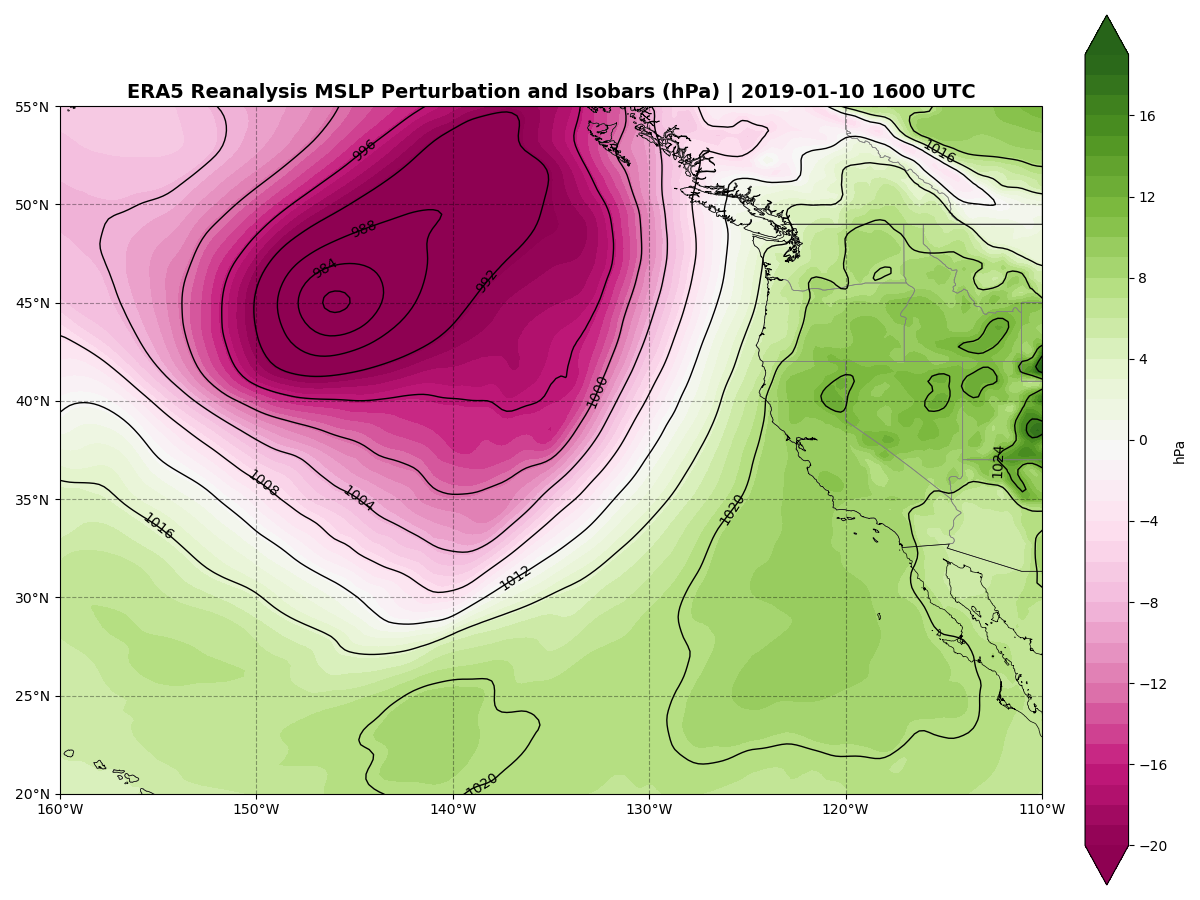 ERA5 Reanalysis MSLP Perturbation and Isobars (hPa) | 2019-01-10 1600 UTC
55°N
50°N
45°N
40°N
35°N
30°N
25°N
20°N
160°W
150°W
140°W
130°W
120°W
110°W
996
988
984
992
1000
1004
1008
1016
1012
1020
1020
1024
1016
16
12
8
4
0
−4
−8
−12
−16
−20
hPa